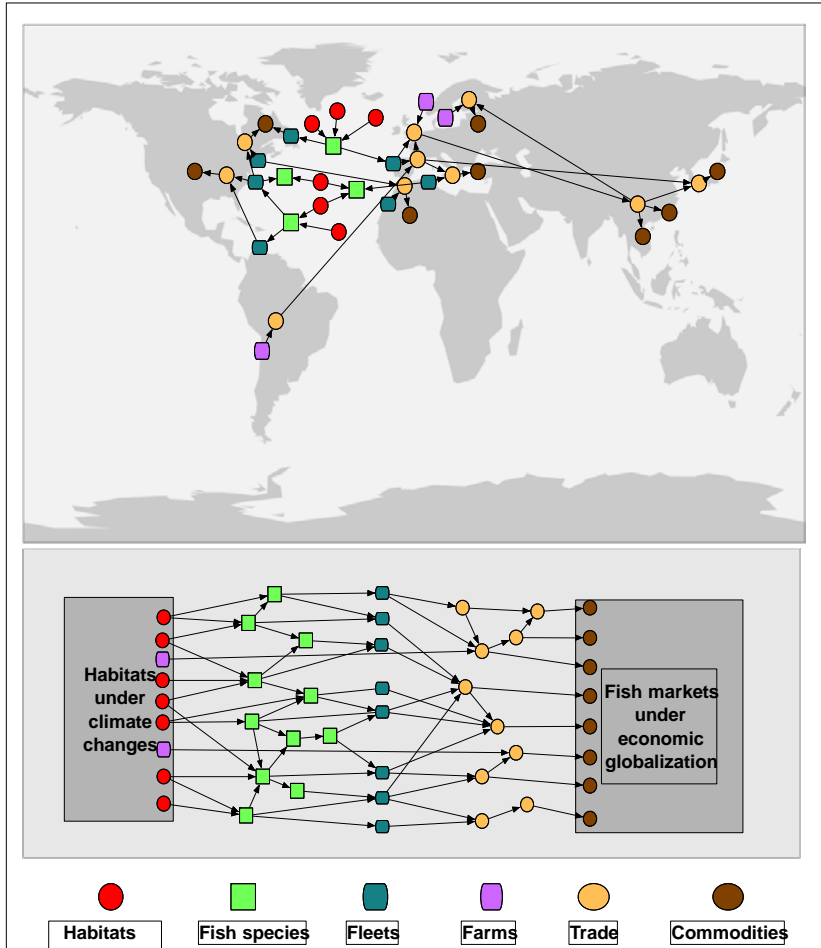 Habitats
under
climate
changes
Fish markets
under
economic
globalization
Habitats
Fish species
Fleets
Farms
Trade
Commodities